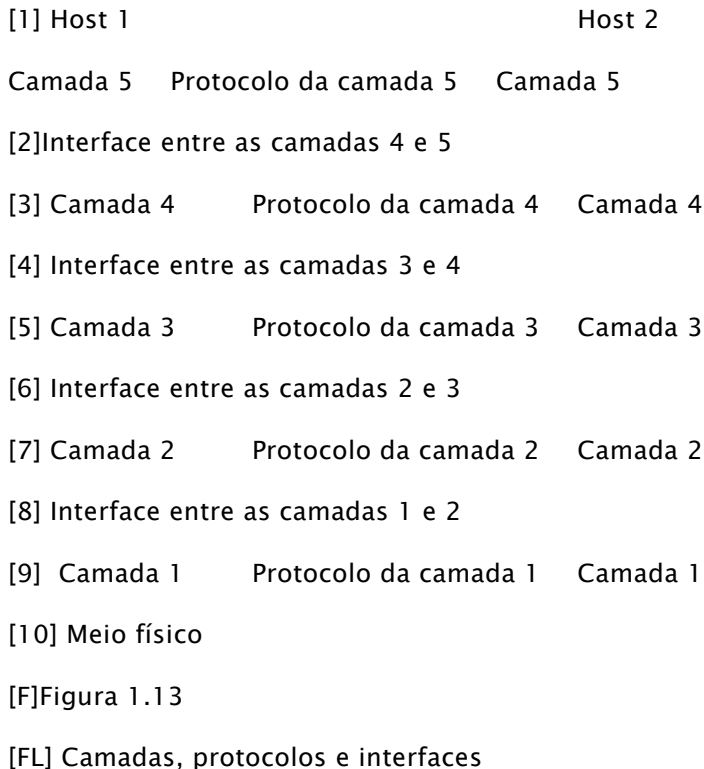 [1] Host 1 Host 2
Camada 5 Protocolo da camada 5 Camada 5
[2]Interface entre as camadas 4 e 5
[3] Camada 4 Protocolo da camada 4 Camada 4
[4] Interface entre as camadas 3 e 4
[5] Camada 3 Protocolo da camada 3 Camada 3
[6] Interface entre as camadas 2 e 3
[7] Camada 2 Protocolo da camada 2 Camada 2
[8] Interface entre as camadas 1 e 2
[9] Camada 1 Protocolo da camada 1 Camada 1
[10] Meio físico
[F]Figura 1.13
[FL] Camadas, protocolos e interfaces